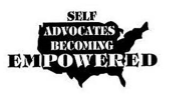 SELF
ADVOCATES
BECOMING
EMPOWERED